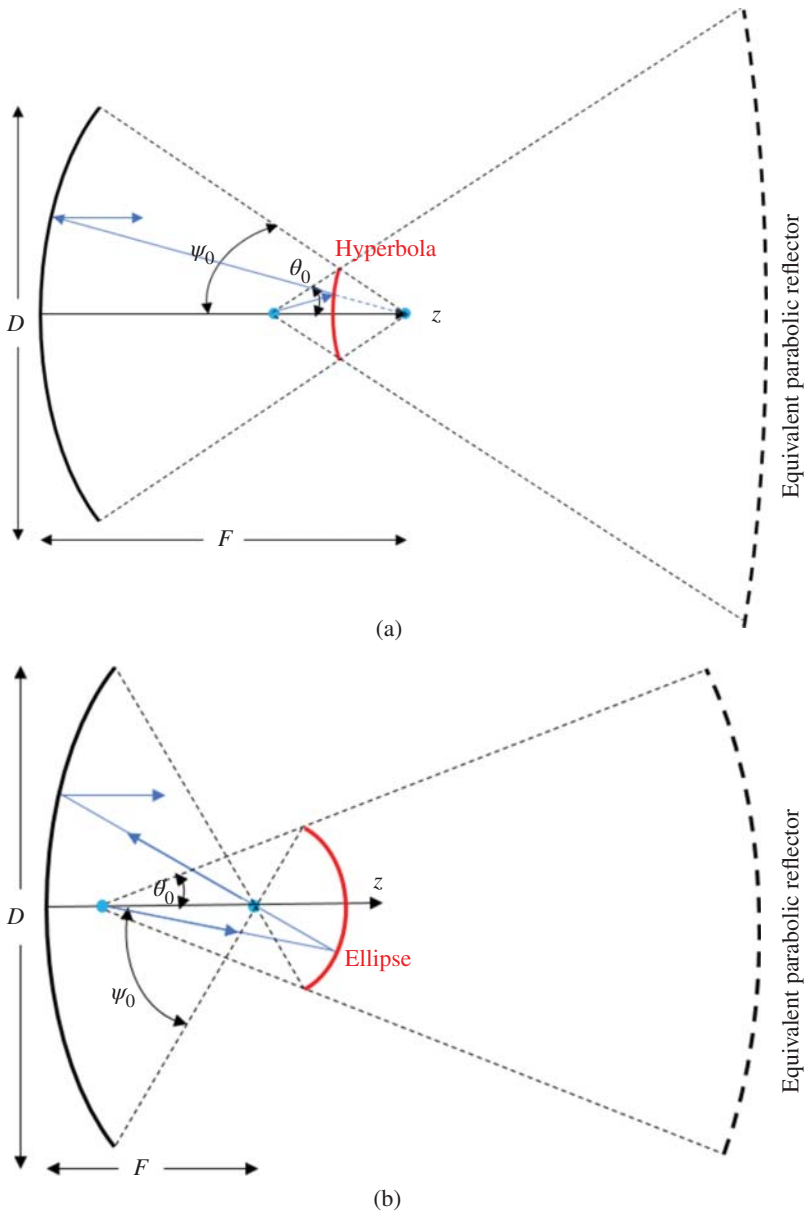 ψ0
Hyperbola
θ0
z
D
Equivalent parabolic reflector
F
(a)
z
θ0
D
Ellipse
ψ0
Equivalent parabolic reflector
F
(b)